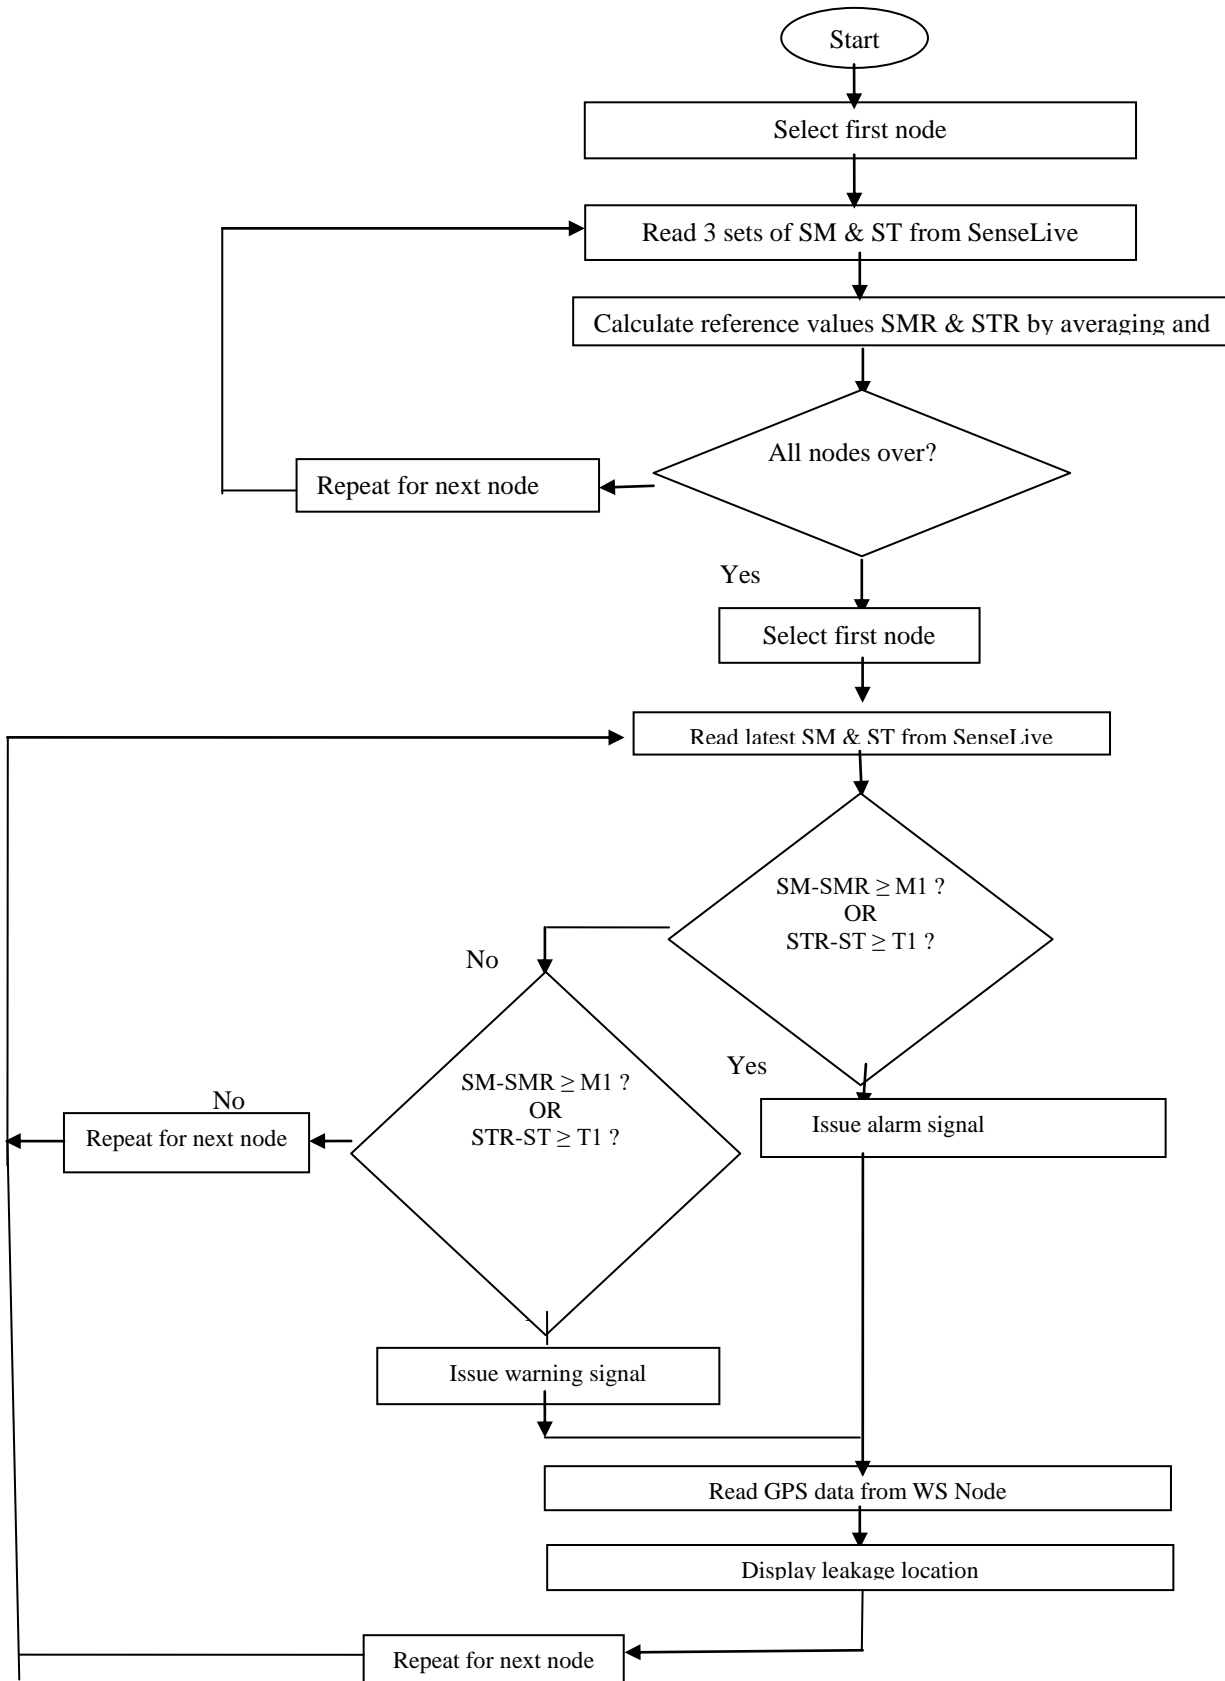 Start
Select first node
Read 3 sets of SM & ST from SenseLive
Calculate reference values SMR & STR by averaging and
All nodes over?
Repeat for next node
Yes
Select first node
Read latest SM & ST from SenseLive
SM-SMR ≥ M1 ?
OR
STR-ST ≥ T1 ?
No
Yes
SM-SMR ≥ M1 ?
OR
STR-ST ≥ T1 ?
No
Repeat for next node
Issue alarm signal
Issue warning signal
Read GPS data from WS Node
Display leakage location
Repeat for next node